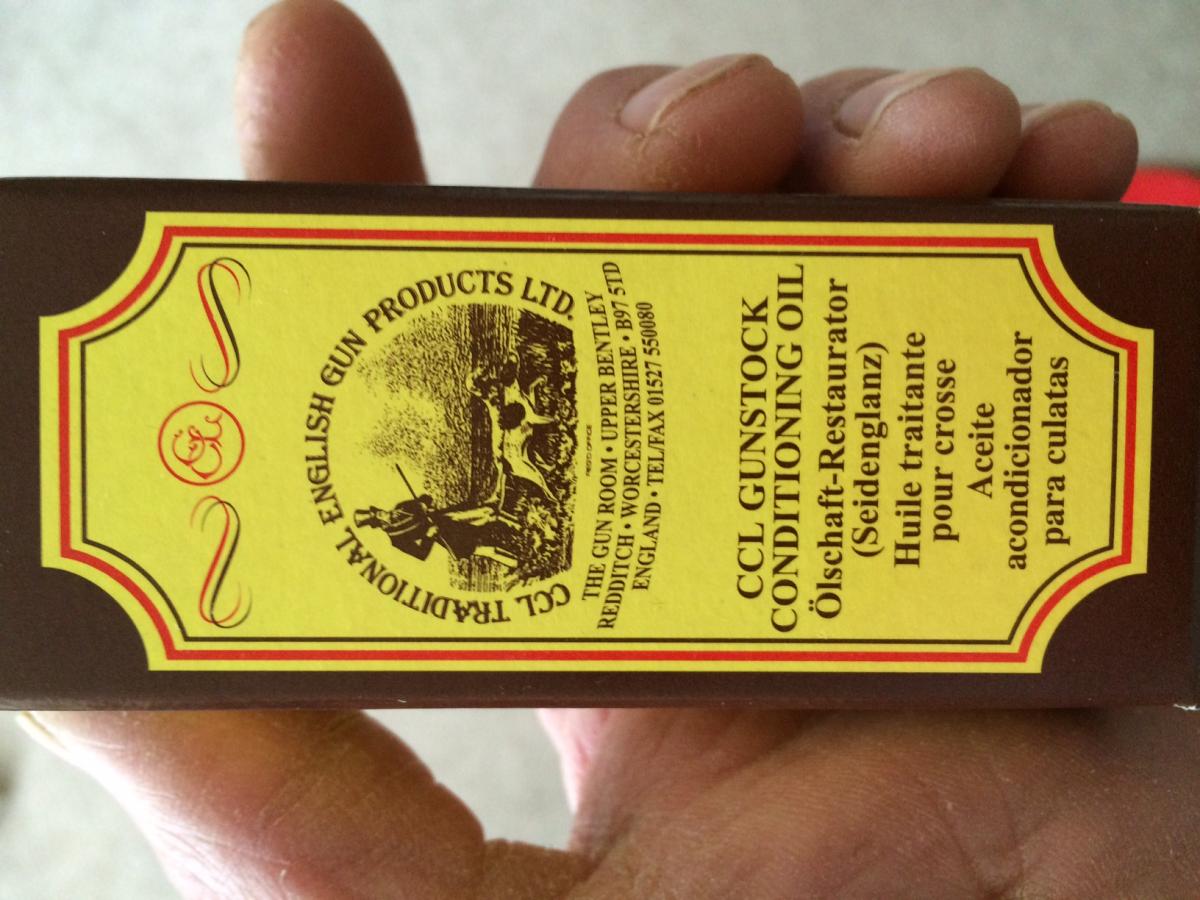 CCL TRADITIONAL ENGLISH GUN PRODUCTS LTD.
THE GUN ROOM • UPPER BENTLEY
REDDITCH • WORCESTERSHIRE • B97 5TD
ENGLAND • TEL/FAX 01527 550080
CCL GUNSTOCK
CONDITIONING OIL
Ölschaft-Restaurator
(Seidenglanz)
Huile traitante
pour crosse
Aceite
acondicionador
para culatas